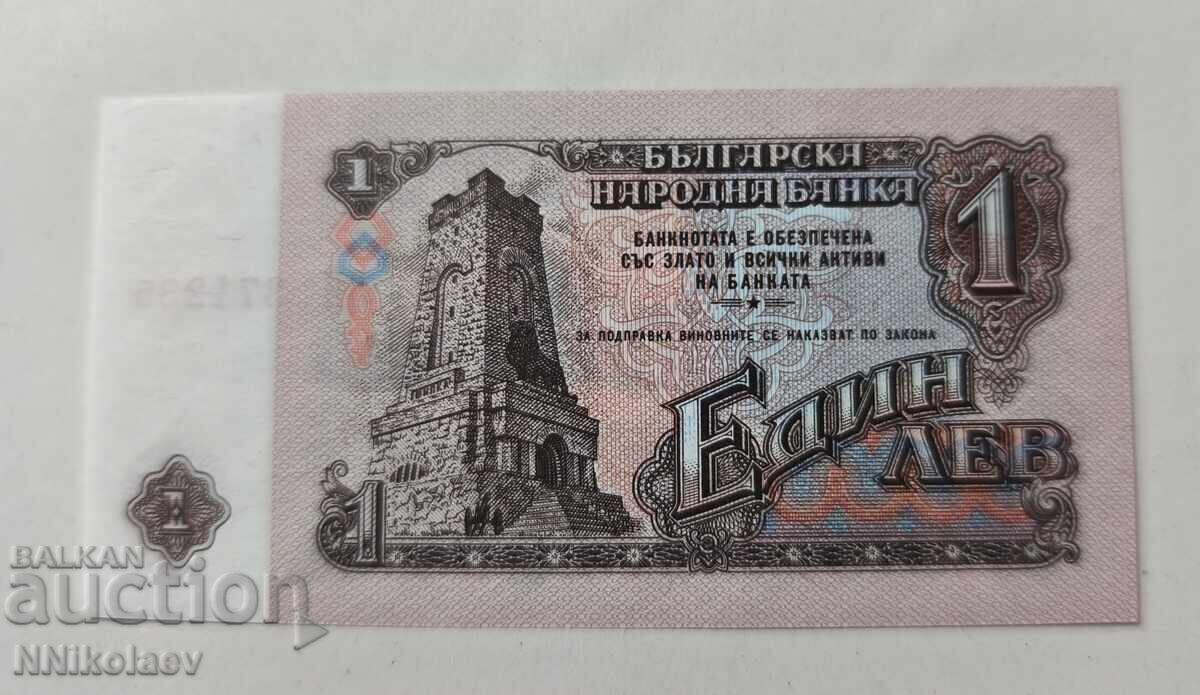 1
БЪЛГАРСКА
НАРОДНА БАНКА
1
БАНКНОТАТА Е ОБЕЗПЕЧЕНА
СЪС ЗЛАТО И ВСИЧКИ АКТИВИ
НА БАНКАТА
ЗА ПОДПРАВКА ВИНОВНИТЕ СЕ НАКАЗВАТ ПО ЗАКОНА
ЕДИН
ЛЕВ
1
1
BALKAN
auction
NNikolaev